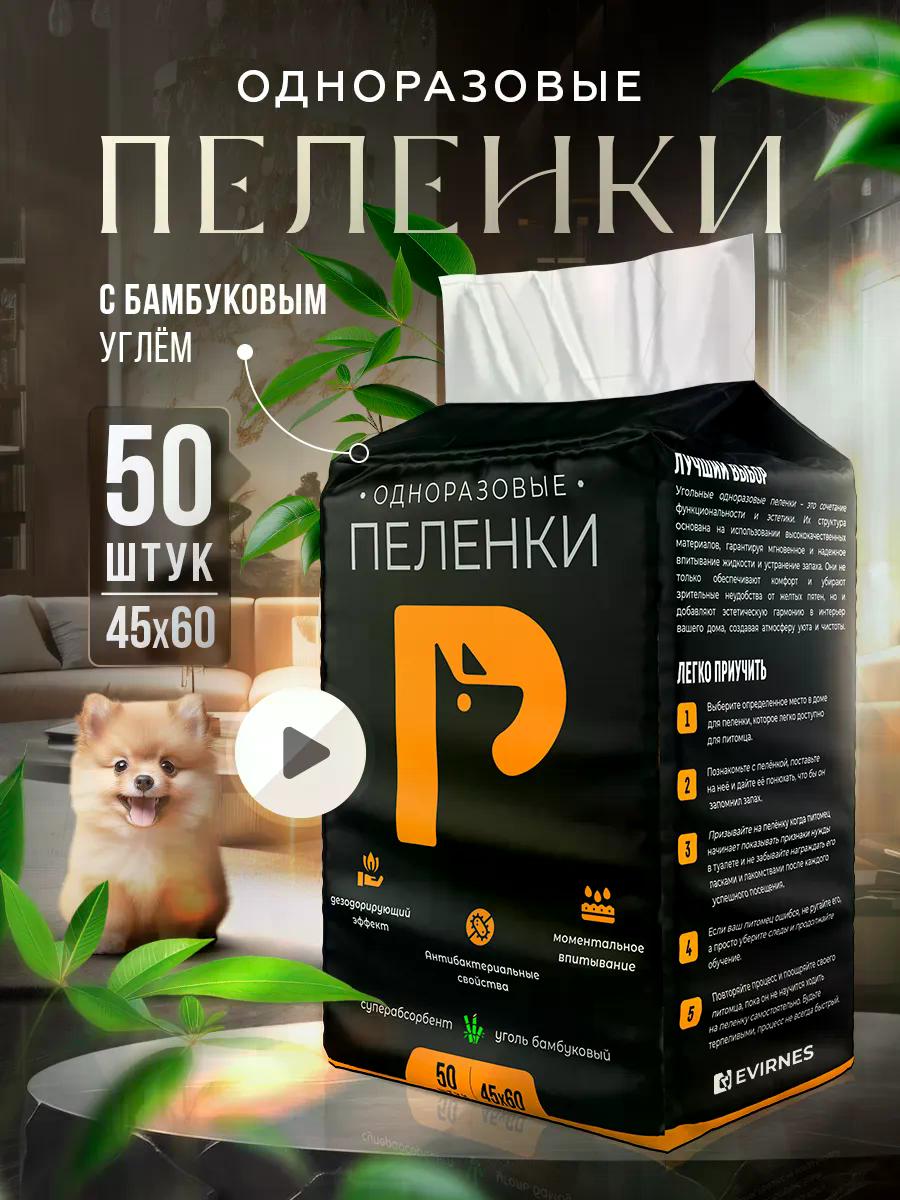 ОДНОРАЗОВЫЕ
ПЕЛЕНКИ
С БАМБУКОВЫМ
УГЛЁМ
50
ШТУК
45x60
• ОДНОРАЗОВЫЕ •
ПЕЛЕНКИ
дезодорирующий
эффект
Антибактериальные
свойства
моментальное
впитывание
суперабсорбент
уголь бамбуковый
50
45x60
ЛУЧШИЙ ВЫБОР
Угольные одноразовые пеленки - это сочетание
функциональности и эстетики. Их структура
основана на использовании высококачественных
материалов, гарантируя мгновенное и надежное
впитывание жидкости и устранение запаха. Они не
только обеспечивают комфорт и убирают
зрительные неудобства от желтых пятен, но и
добавляют эстетическую гармонию в интерьер
вашего дома, создавая атмосферу уюта и чистоты.
ЛЕГКО ПРИУЧИТЬ
1
Выберите определенное место в доме
для пеленки, которое легко доступно
для питомца.
2
Познакомьте с пелёнкой, поставьте
на неё и дайте её понюхать, что бы он
запомнил запах.
3
Призывайте на пелёнку когда питомец
начинает показывать признаки нужды
в туалете и не забывайте награждать его
ласками и лакомствами после каждого
успешного посещения.
4
Если ваш питомец ошибся, не ругайте его,
а просто уберите следы и продолжайте
обучение.
5
Повторяйте процесс и поощряйте своего
питомца, пока он не научится ходить
на пеленку самостоятельно. Будьте
терпеливыми, процесс не всегда быстрый.
EVIRNES